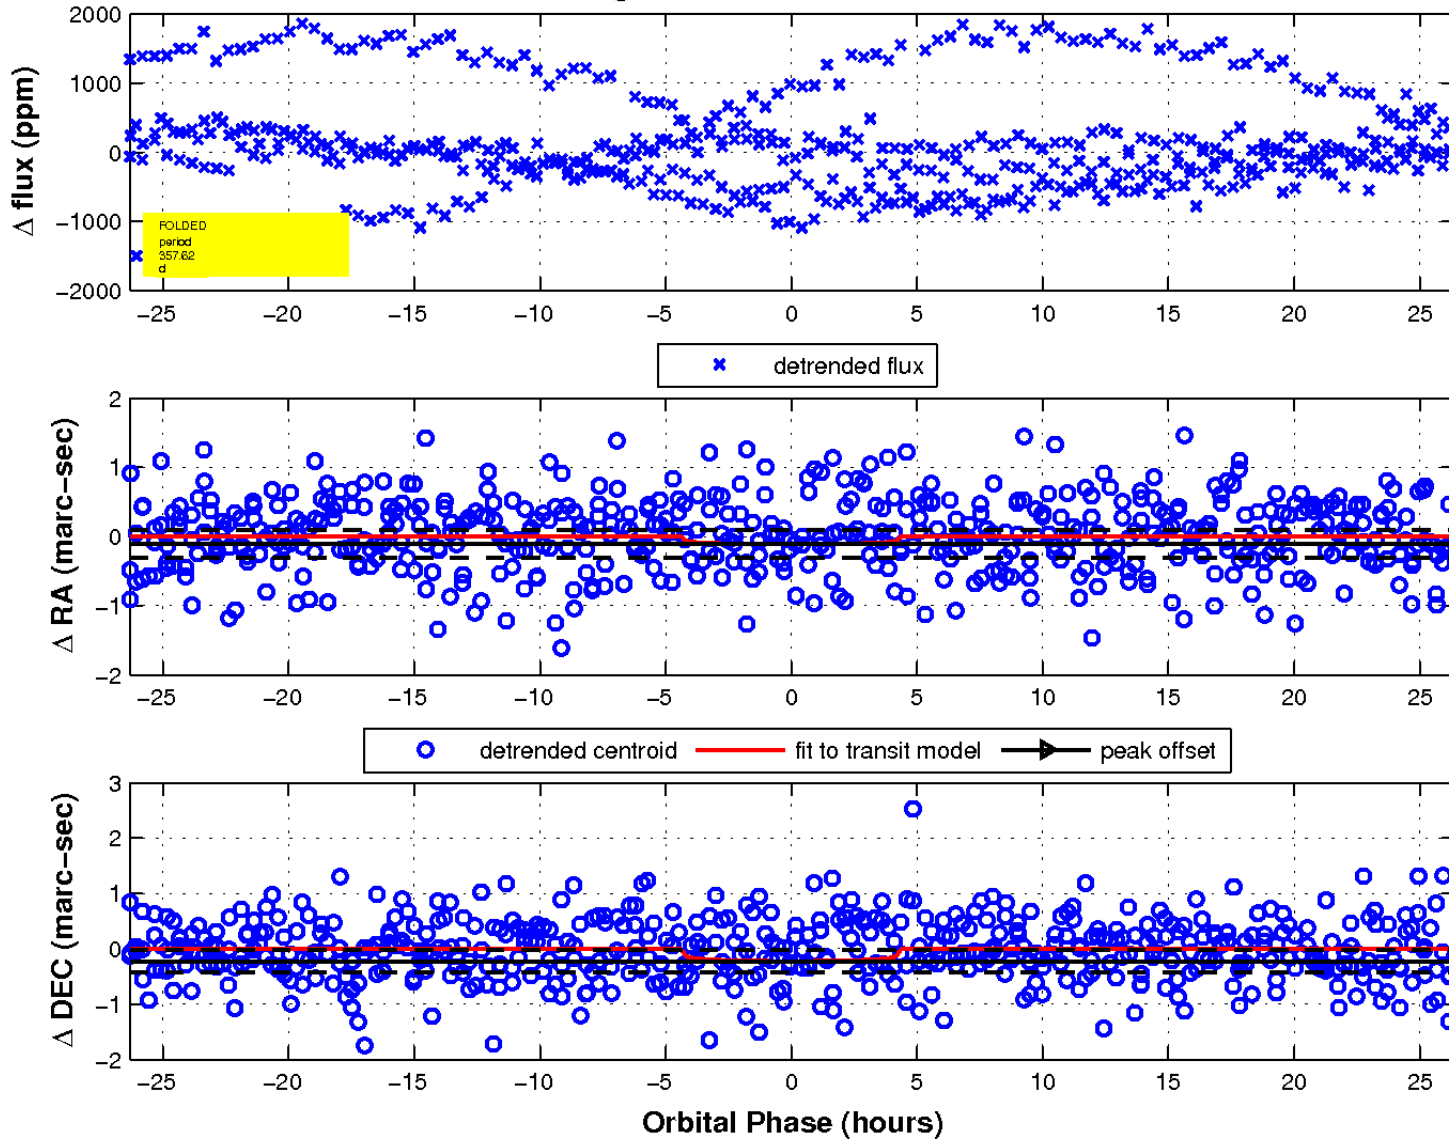 2000
1000
0
−1000
−2000
Δ flux (ppm)
FOLDED
period
357.62
d
−25 −20 −15 −10 −5 0 5 10 15 20 25
detrended flux
2
1
0
−1
−2
Δ RA (marc−sec)
−25 −20 −15 −10 −5 0 5 10 15 20 25
detrended centroid fit to transit model peak offset
3
2
1
0
−1
−2
Δ DEC (marc−sec)
−25 −20 −15 −10 −5 0 5 10 15 20 25
Orbital Phase (hours)